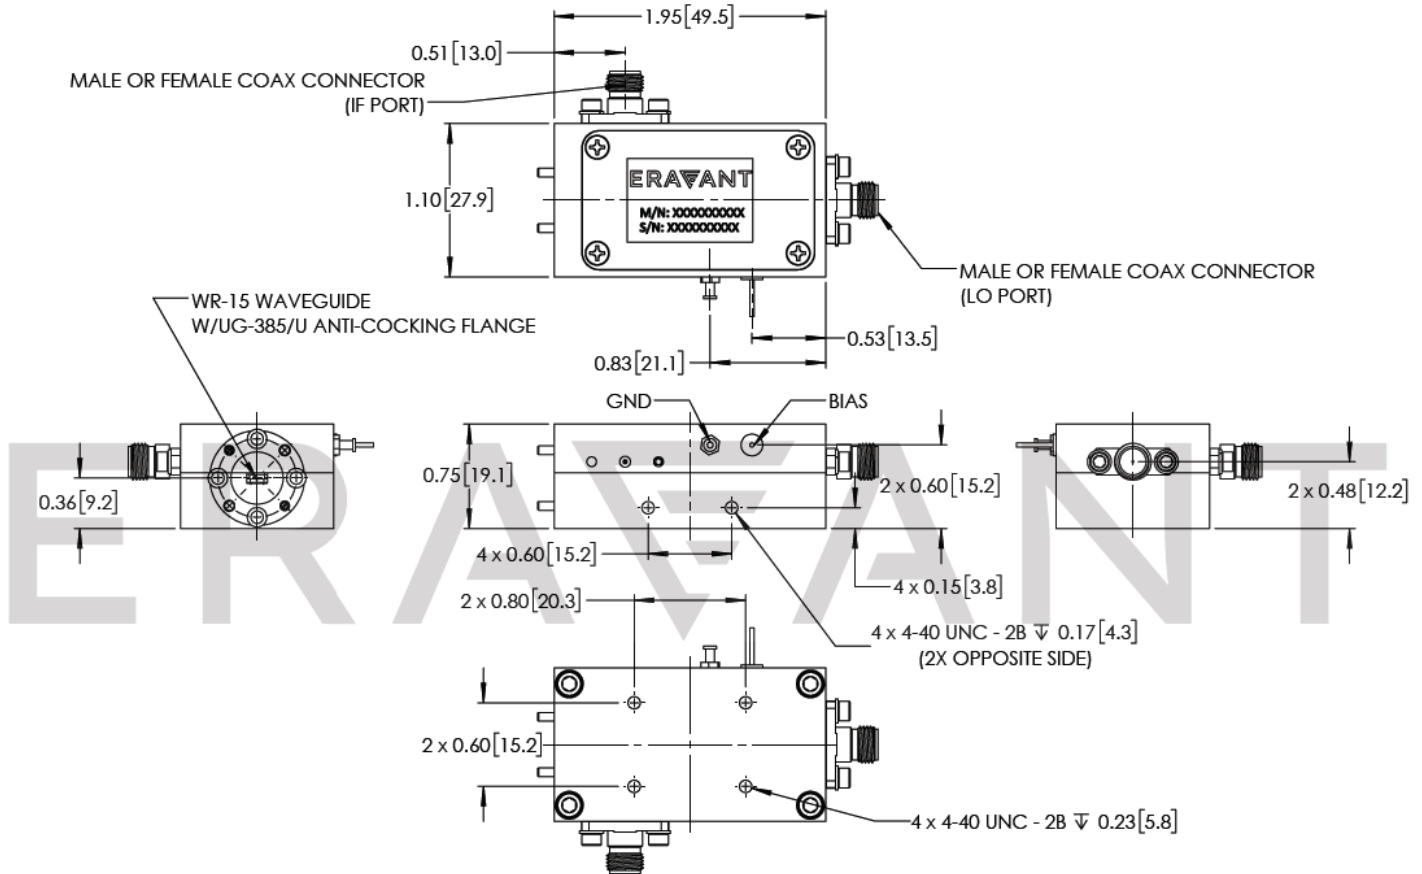 1.95[49.5]
0.51[13.0]
MALE OR FEMALE COAX CONNECTOR
(IF PORT)
1.10[27.9]
ERAVANT
M/N: XXXXXXXXXX
S/N: XXXXXXXXXX
MALE OR FEMALE COAX CONNECTOR
(LO PORT)
WR-15 WAVEGUIDE
W/UG-385/U ANTI-COCKING FLANGE
0.53[13.5]
0.83[21.1]
GND
BIAS
0.75[19.1]
0.36[9.2]
2 x 0.60[15.2]
2 x 0.48[12.2]
4 x 0.60[15.2]
4 x 0.15[3.8]
2 x 0.80[20.3]
4 x 4-40 UNC - 2B ↧ 0.17[4.3]
(2X OPPOSITE SIDE)
2 x 0.60[15.2]
4 x 4-40 UNC - 2B ↧ 0.23[5.8]
ERAVANT